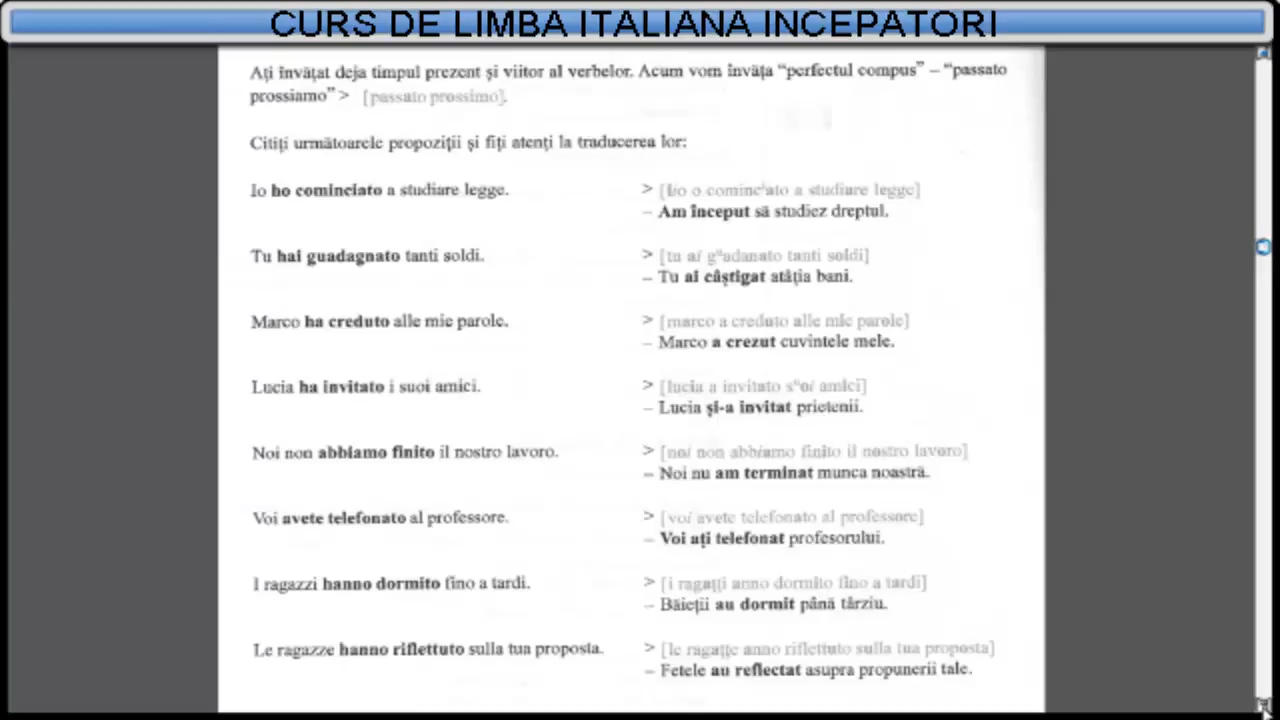 CURS DE LIMBA ITALIANA INCEPATORI
Ați învățat deja timpul prezent și viitor al verbelor. Acum vom învăța “perfectul compus” – “passato
prossiamo” > [passato prossimo].
Citiți următoarele propoziții și fiți atenți la traducerea lor:
Io ho cominciato a studiare legge. > [io o cominc'ato a studiare legge]
– Am început să studiez dreptul.
Tu hai guadagnato tanti soldi. > [tu ai gᵘadanato tanti soldi]
– Tu ai câștigat atâția bani.
Marco ha creduto alle mie parole. > [marco a creduto alle mie parole]
– Marco a crezut cuvintele mele.
Lucia ha invitato i suoi amici. > [lucia a invitato sᵘoi amici]
– Lucia și-a invitat prietenii.
Noi non abbiamo finito il nostro lavoro. > [noi non abbiamo finito il nostro lavoro]
– Noi nu am terminat munca noastră.
Voi avete telefonato al professore. > [voi avete telefonato al professore]
– Voi ați telefonat profesorului.
I ragazzi hanno dormito fino a tardi. > [i ragațți anno dormito fino a tardi]
– Băieții au dormit până târziu.
Le ragazze hanno riflettuto sulla tua proposta. > [le ragațțe anno riflettuto sulla tua proposta]
– Fetele au reflectat asupra propunerii tale.